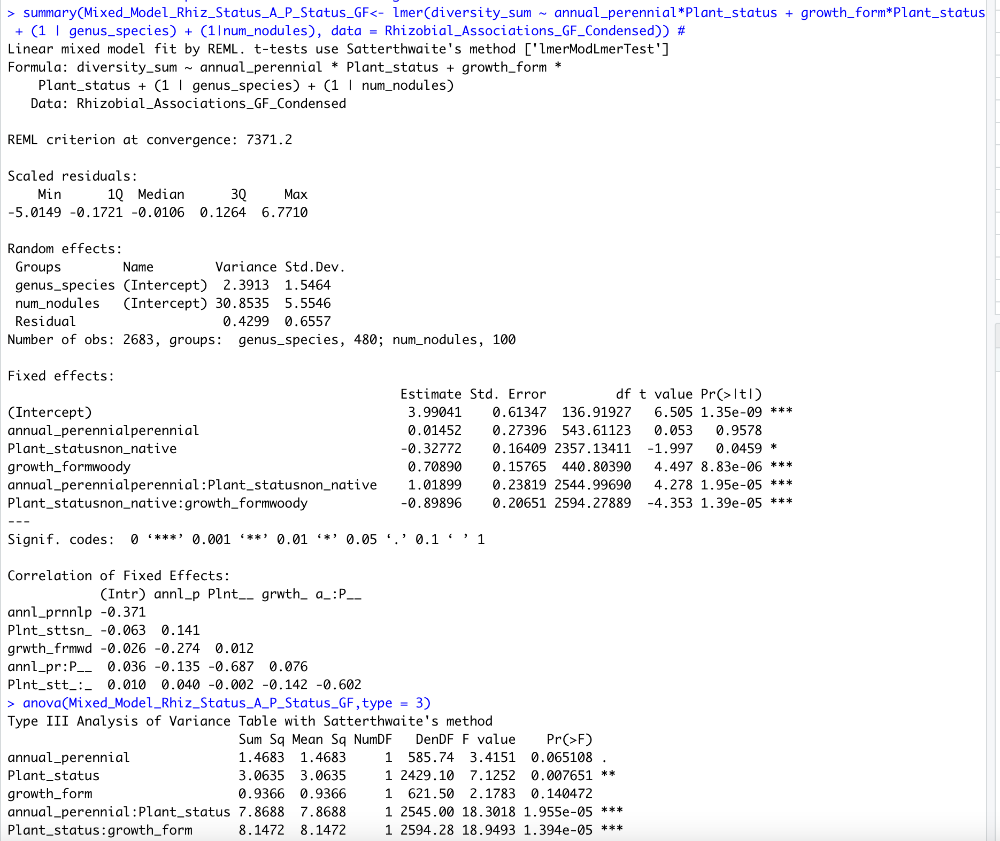 > summary(Mixed_Model_Rhiz_Status_A_P_Status_GF<- lmer(diversity_sum ~ annual_perennial*Plant_status + growth_form*Plant_status
 + (1 | genus_species) + (1|num_nodules), data = Rhizobial_Associations_GF_Condensed)) #
Linear mixed model fit by REML. t-tests use Satterthwaite's method ['lmerModLmerTest']
Formula: diversity_sum ~ annual_perennial * Plant_status + growth_form *
    Plant_status + (1 | genus_species) + (1 | num_nodules)
   Data: Rhizobial_Associations_GF_Condensed

REML criterion at convergence: 7371.2

Scaled residuals:
    Min      1Q  Median      3Q     Max
-5.0149 -0.1721 -0.0106  0.1264  6.7710

Random effects:
 Groups        Name        Variance Std.Dev.
 genus_species (Intercept)  2.3913  1.5464
 num_nodules   (Intercept) 30.8535  5.5546
 Residual                   0.4299  0.6557
Number of obs: 2683, groups:  genus_species, 480; num_nodules, 100

Fixed effects:
                                                   Estimate Std. Error         df t value Pr(>|t|)
(Intercept)                                         3.99041    0.61347  136.91927   6.505 1.35e-09 ***
annual_perennialperennial                           0.01452    0.27396  543.61123   0.053   0.9578
Plant_statusnon_native                             -0.32772    0.16409 2357.13411  -1.997   0.0459 *
growth_formwoody                                    0.70890    0.15765  440.80390   4.497 8.83e-06 ***
annual_perennialperennial:Plant_statusnon_native    1.01899    0.23819 2544.99690   4.278 1.95e-05 ***
Plant_statusnon_native:growth_formwoody            -0.89896    0.20651 2594.27889  -4.353 1.39e-05 ***
---
Signif. codes:  0 ‘***’ 0.001 ‘**’ 0.01 ‘*’ 0.05 ‘.’ 0.1 ‘ ’ 1

Correlation of Fixed Effects:
            (Intr) annl_p Plnt__ grwth_ a_:P__
annl_prnnlp -0.371
Plnt_sttsn_ -0.063  0.141
grwth_frmwd -0.026 -0.274  0.012
annl_pr:P__  0.036 -0.135 -0.687  0.076
Plnt_stt_:_  0.010  0.040 -0.002 -0.142 -0.602
> anova(Mixed_Model_Rhiz_Status_A_P_Status_GF,type = 3)
Type III Analysis of Variance Table with Satterthwaite's method
                              Sum Sq Mean Sq NumDF   DenDF F value    Pr(>F)
annual_perennial              1.4683  1.4683     1  585.74  3.4151  0.065108 .
Plant_status                  3.0635  3.0635     1 2429.10  7.1252  0.007651 **
growth_form                   0.9366  0.9366     1  621.50  2.1783  0.140472
annual_perennial:Plant_status 7.8688  7.8688     1 2545.00 18.3018 1.955e-05 ***
Plant_status:growth_form      8.1472  8.1472     1 2594.28 18.9493 1.394e-05 ***